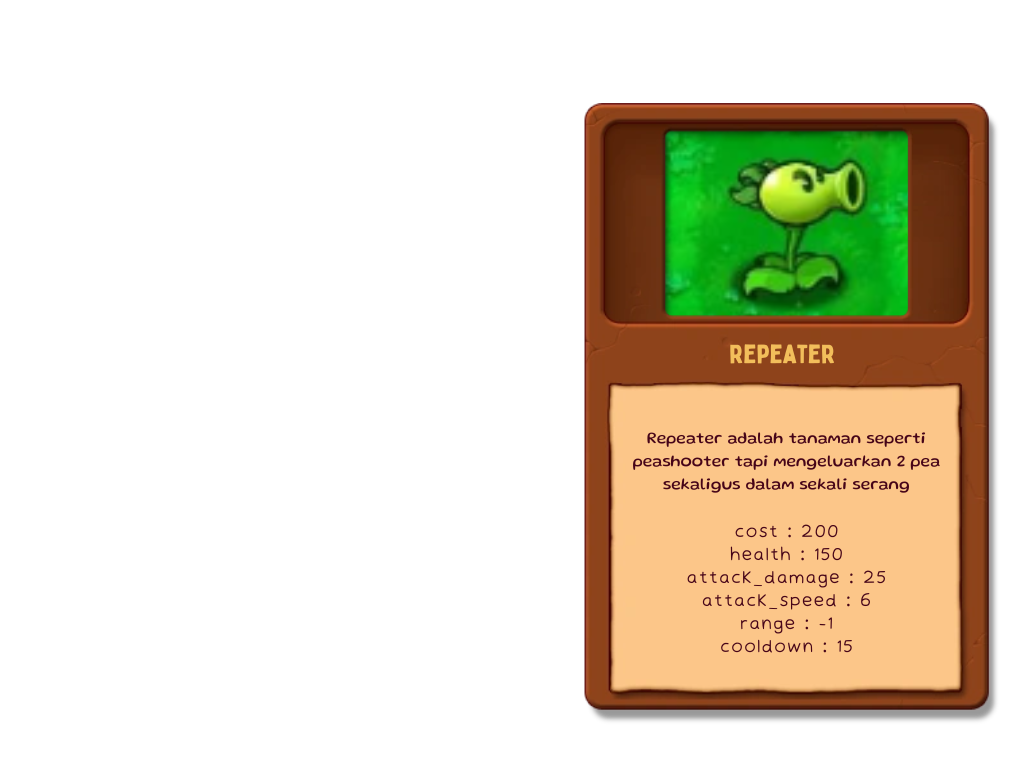 REPEATER
Repeater adalah tanaman seperti
peashooter tapi mengeluarkan 2 pea
sekaligus dalam sekali serang
cost : 200
health : 150
attack_damage : 25
attack_speed : 6
range : -1
cooldown : 15